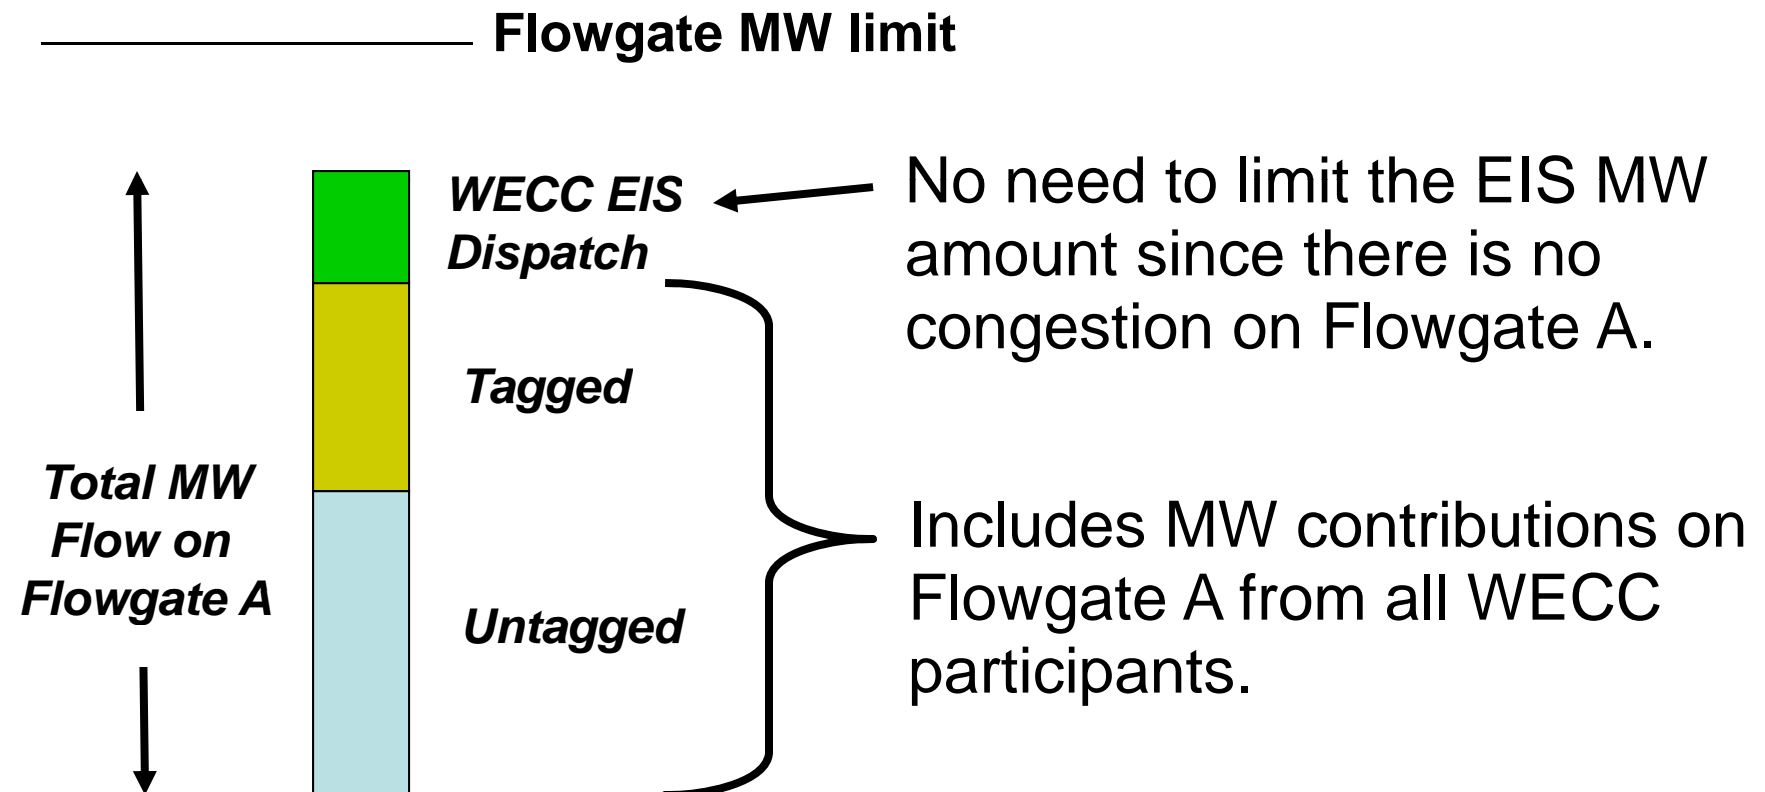 Flowgate MW limit
WECC EIS
Dispatch
No need to limit the EIS MW
amount since there is no
congestion on Flowgate A.
Tagged
Total MW
Flow on
Flowgate A
Untagged
Includes MW contributions on
Flowgate A from all WECC
participants.